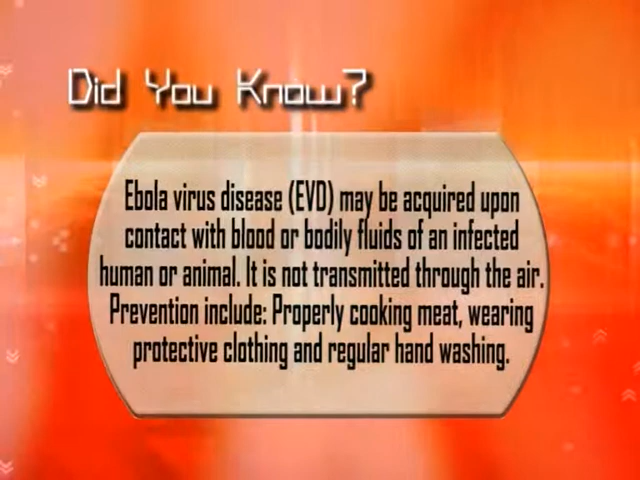 Did You Know?
Ebola virus disease (EVD) may be acquired upon
contact with blood or bodily fluids of an infected
human or animal. It is not transmitted through the air.
Prevention include: Properly cooking meat, wearing
protective clothing and regular hand washing.